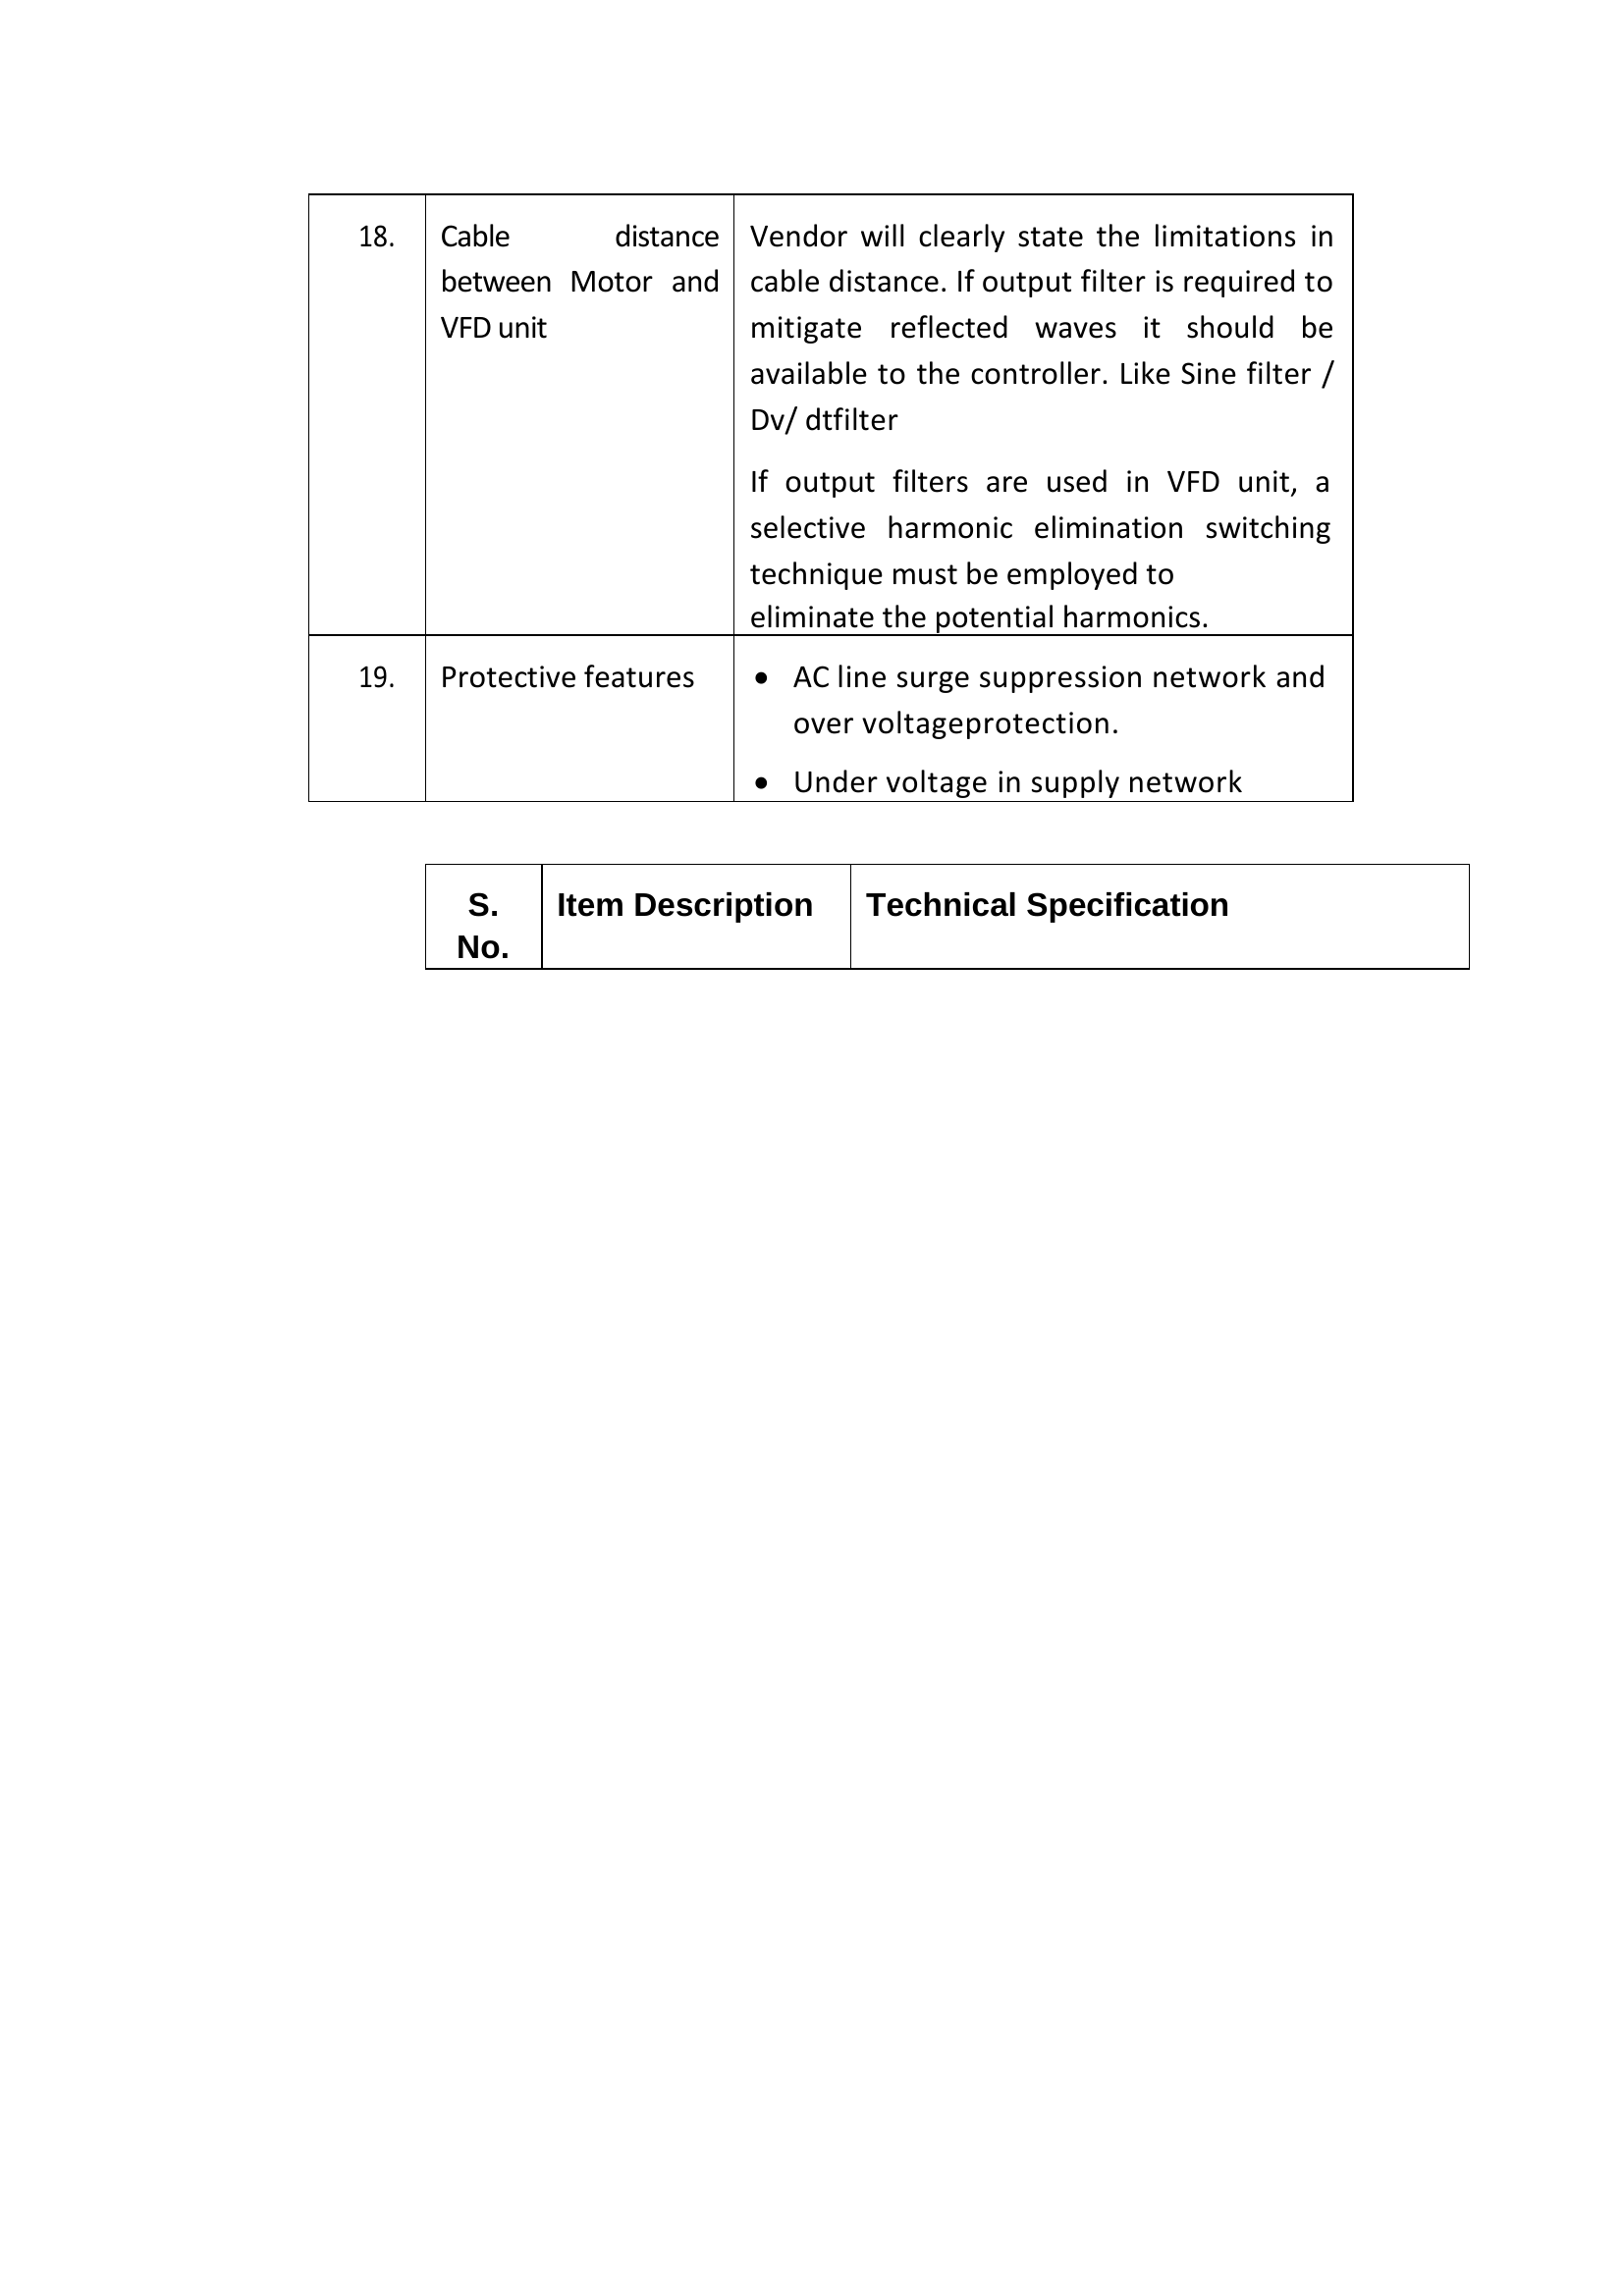 18.
Cable distance
between Motor and
VFD unit
Vendor will clearly state the limitations in
cable distance. If output filter is required to
mitigate reflected waves it should be
available to the controller. Like Sine filter /
Dv/ dtfilter
If output filters are used in VFD unit, a
selective harmonic elimination switching
technique must be employed to
eliminate the potential harmonics.
19.
Protective features
• AC line surge suppression network and
over voltageprotection.
• Under voltage in supply network
S.
No.
Item Description
Technical Specification